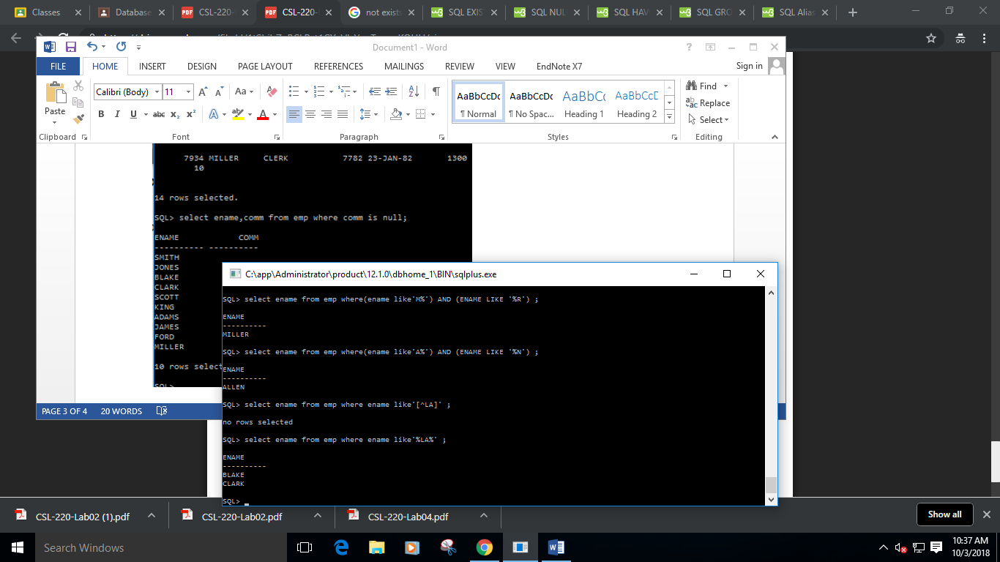 Classes
Database
CSL-220-
CSL-220-
not exist
SQL EXIS
SQL NUL
SQL HAV
SQL GRO
SQL Alias
Document1 - Word
FILE
HOME
INSERT
DESIGN
PAGE LAYOUT
REFERENCES
MAILINGS
REVIEW
VIEW
EndNote X7
Sign in
Paste
Calibri (Body)
11
Aa
B I U abc x₂ x²
AaBbCcDc
AaBbCcDc
AaBbCc
AaBbCcD
¶ Normal
¶ No Spac...
Heading 1
Heading 2
Find
Replace
Select
Clipboard
Font
Paragraph
Styles
Editing
7934 MILLER CLERK 7782 23-JAN-82 1300
10
14 rows selected.
SQL> select ename,comm from emp where comm is null;
ENAME COMM
---------- ----------
SMITH
JONES
BLAKE
CLARK
SCOTT
KING
ADAMS
JAMES
FORD
MILLER
10 rows select
SQL>
PAGE 3 OF 4
20 WORDS
C:\app\Administrator\product\12.1.0\dbhome_1\BIN\sqlplus.exe
SQL> select ename from emp where(ename like'M%') AND (ENAME LIKE '%R') ;
ENAME
----------
MILLER
SQL> select ename from emp where(ename like'A%') AND (ENAME LIKE '%N') ;
ENAME
----------
ALLEN
SQL> select ename from emp where ename like'[^LA]' ;
no rows selected
SQL> select ename from emp where ename like'%LA%' ;
ENAME
----------
BLAKE
CLARK
SQL>
CSL-220-Lab02 (1).pdf
CSL-220-Lab02.pdf
CSL-220-Lab04.pdf
Show all
Search Windows
10:37 AM
10/3/2018